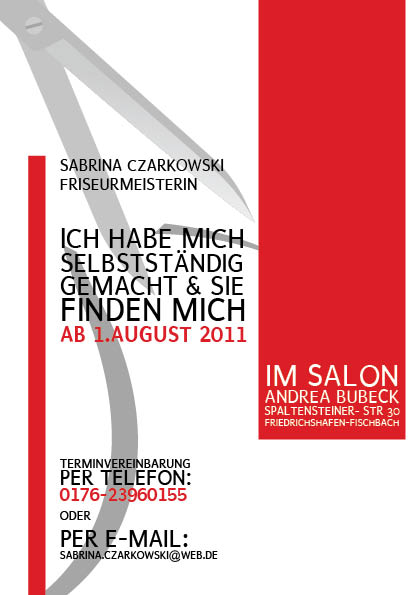 SABRINA CZARKOWSKI
FRISEURMEISTERIN
ICH HABE MICH
SELBSTSTÄNDIG
GEMACHT & SIE
FINDEN MICH
AB 1.AUGUST 2011
IM SALON
ANDREA BUBECK
SPALTENSTEINER- STR 30
FRIEDRICHSHAFEN-FISCHBACH
TERMINVEREINBARUNG
PER TELEFON:
0176-23960155
ODER
PER E-MAIL:
SABRINA.CZARKOWSKI@WEB.DE